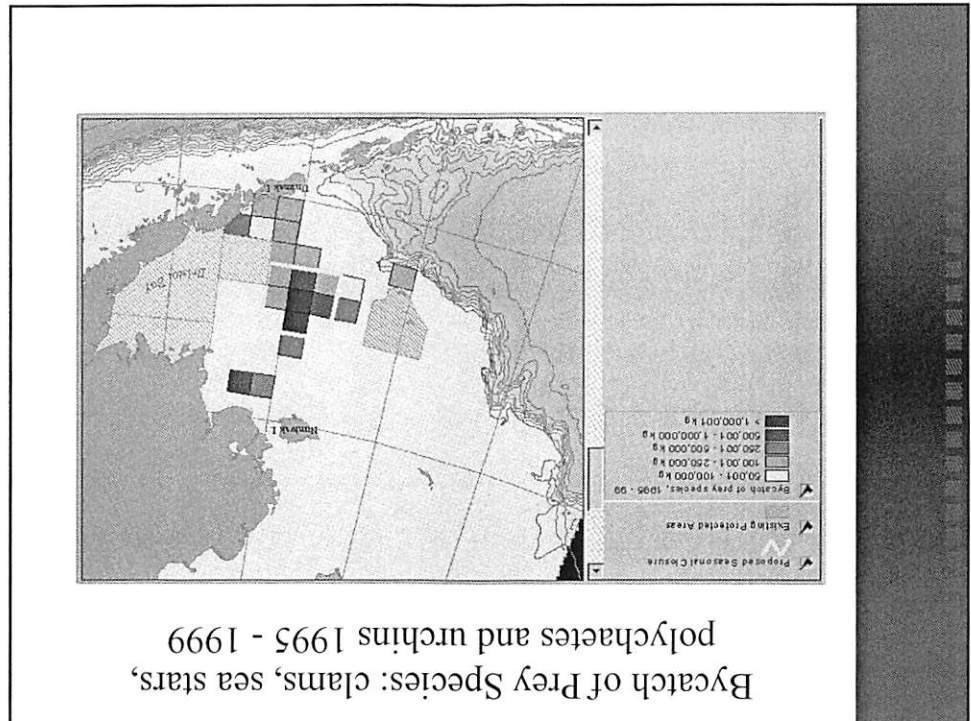 Bycatch of Prey Species: clams, sea stars,
polychaetes and urchins 1995 - 1999
Proposed Seasonal Closure
Existing Protected Areas
Bycatch of prey species, 1995 - 99
50,001 - 100,000 kg
100,001 - 250,000 kg
250,001 - 500,000 kg
500,001 - 1,000,000 kg
> 1,000,001 kg
Nunivak I.
Bristol Bay
Unimak I.